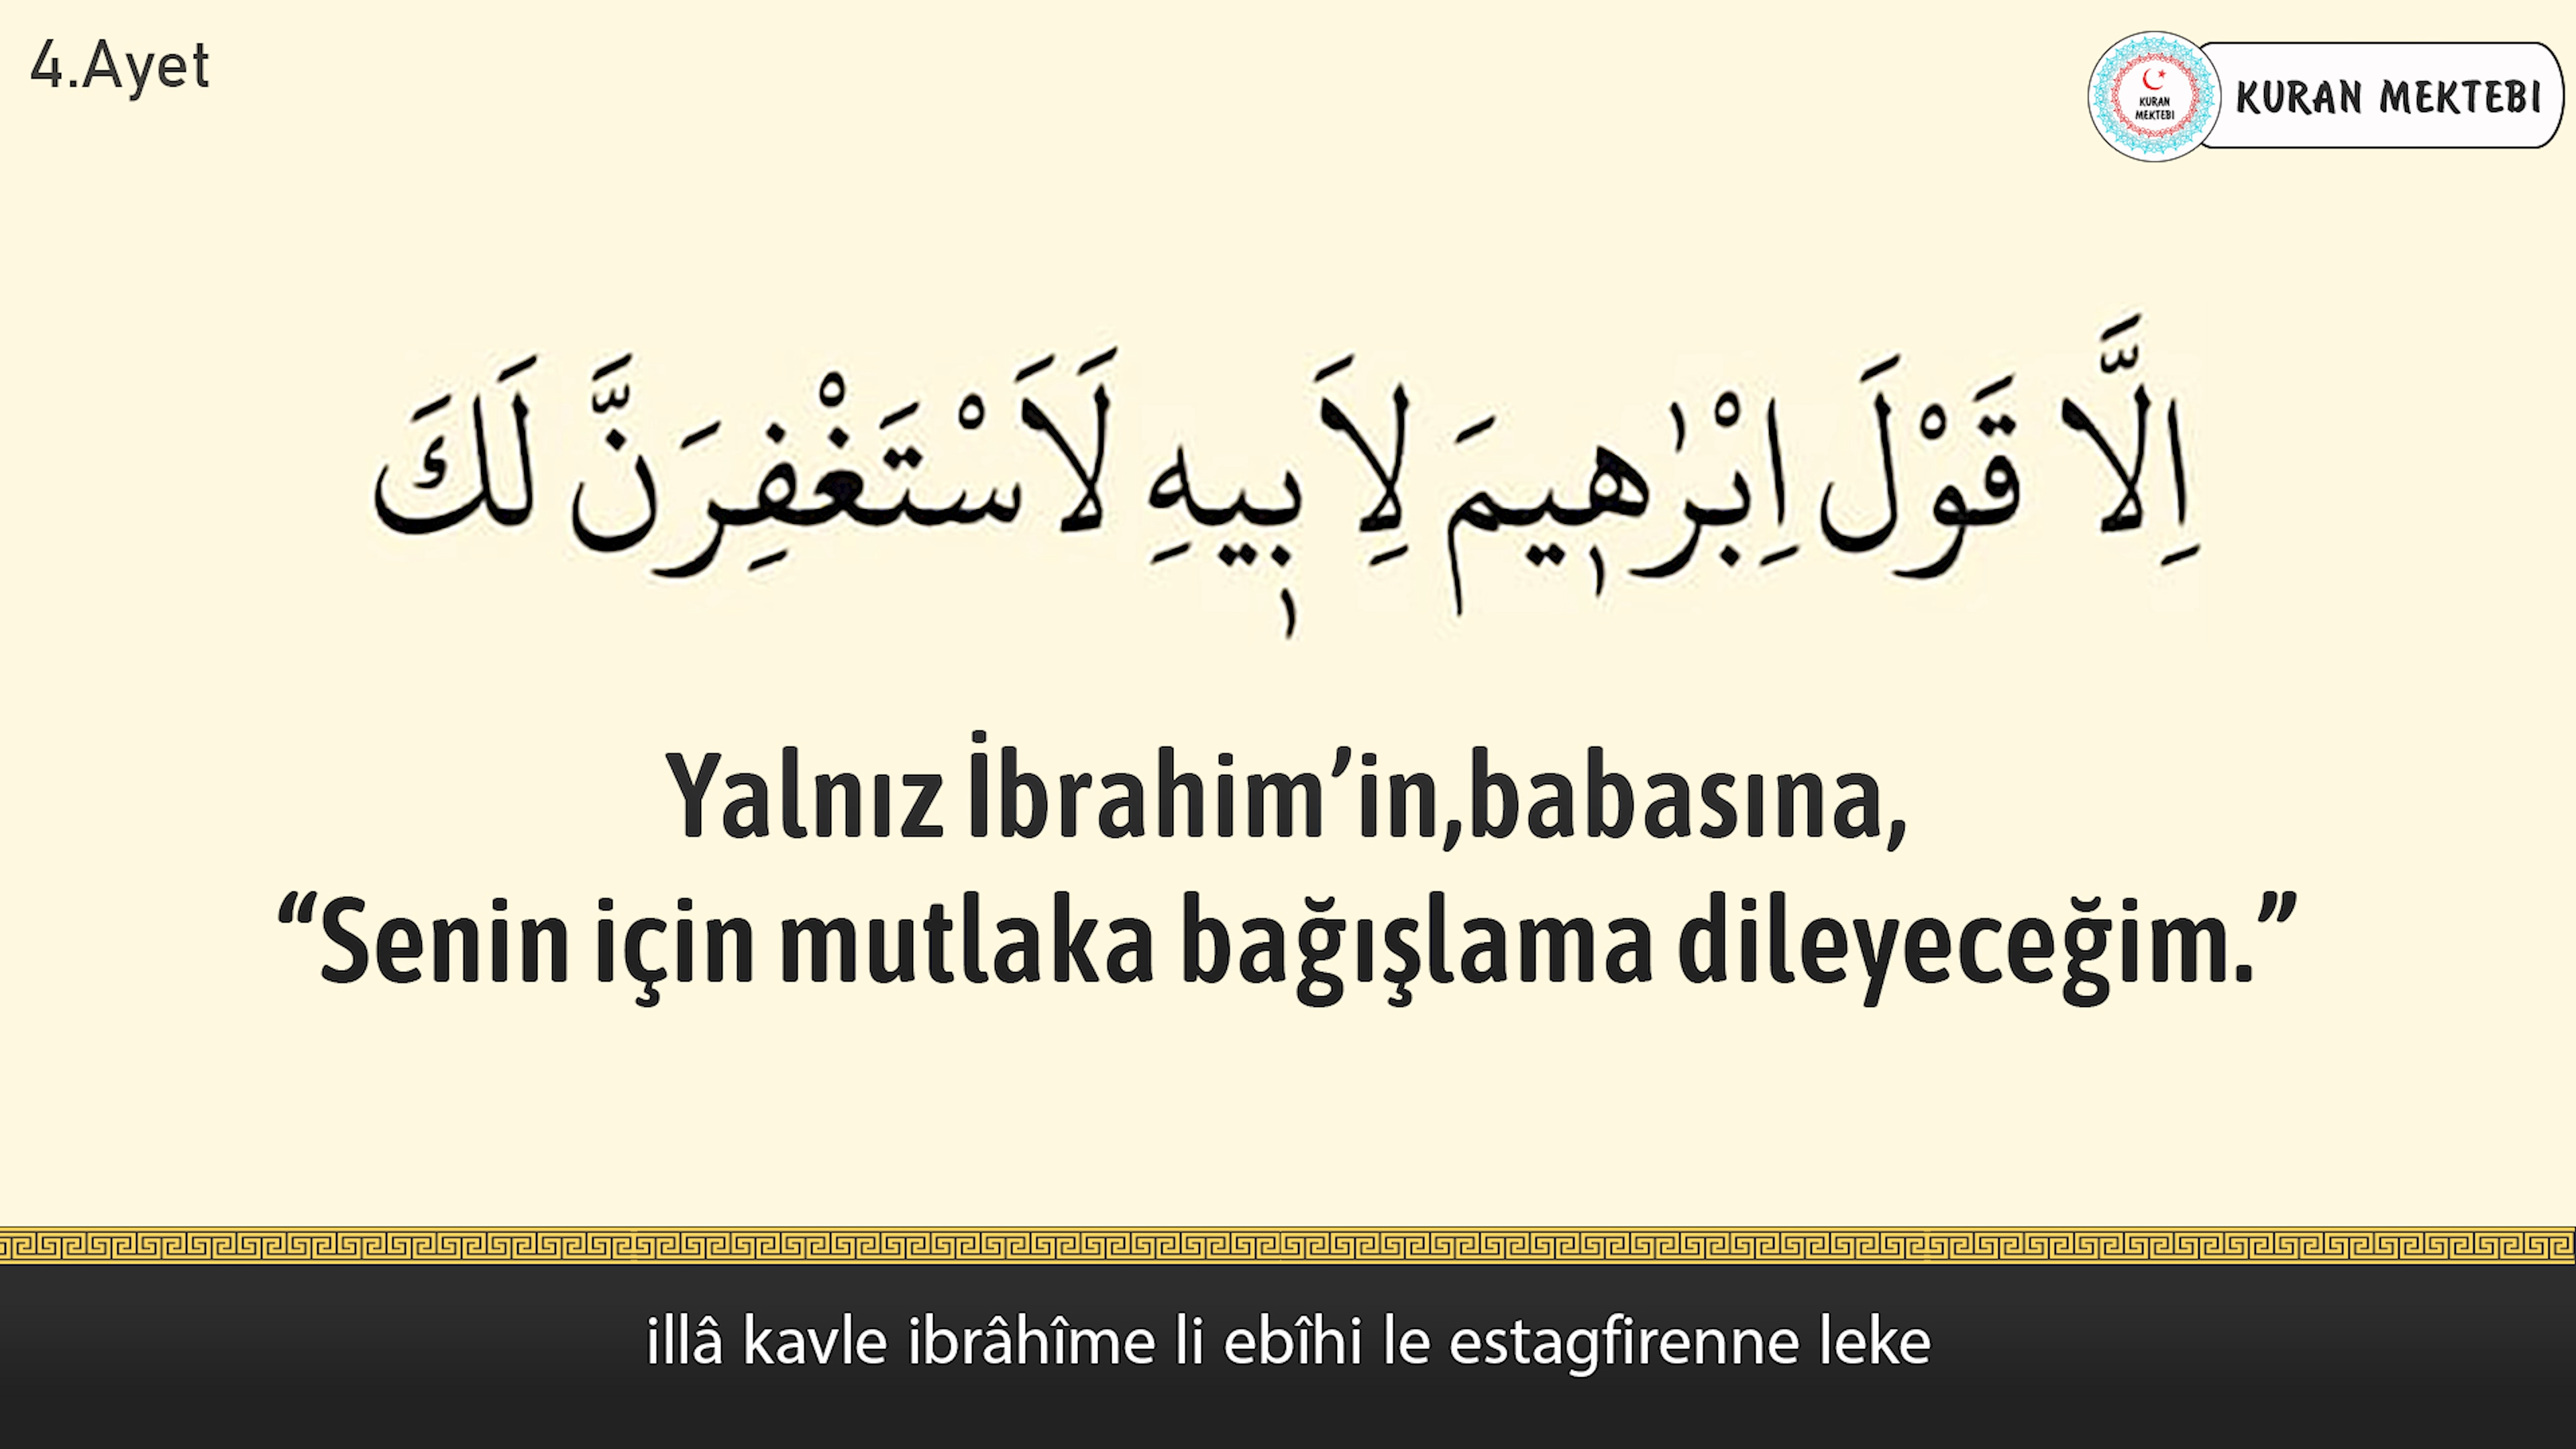 4.Ayet
KURAN
MEKTEBI
KURAN MEKTEBI
اِلَّا قَوْلَ اِبْرٰه۪يمَ لِاَب۪يهِ لَاَسْتَغْفِرَنَّ لَكَ
Yalnız İbrahim’in,babasına,
“Senin için mutlaka bağışlama dileyeceğim.”
illâ kavle ibrâhîme li ebîhi le estagfirenne leke